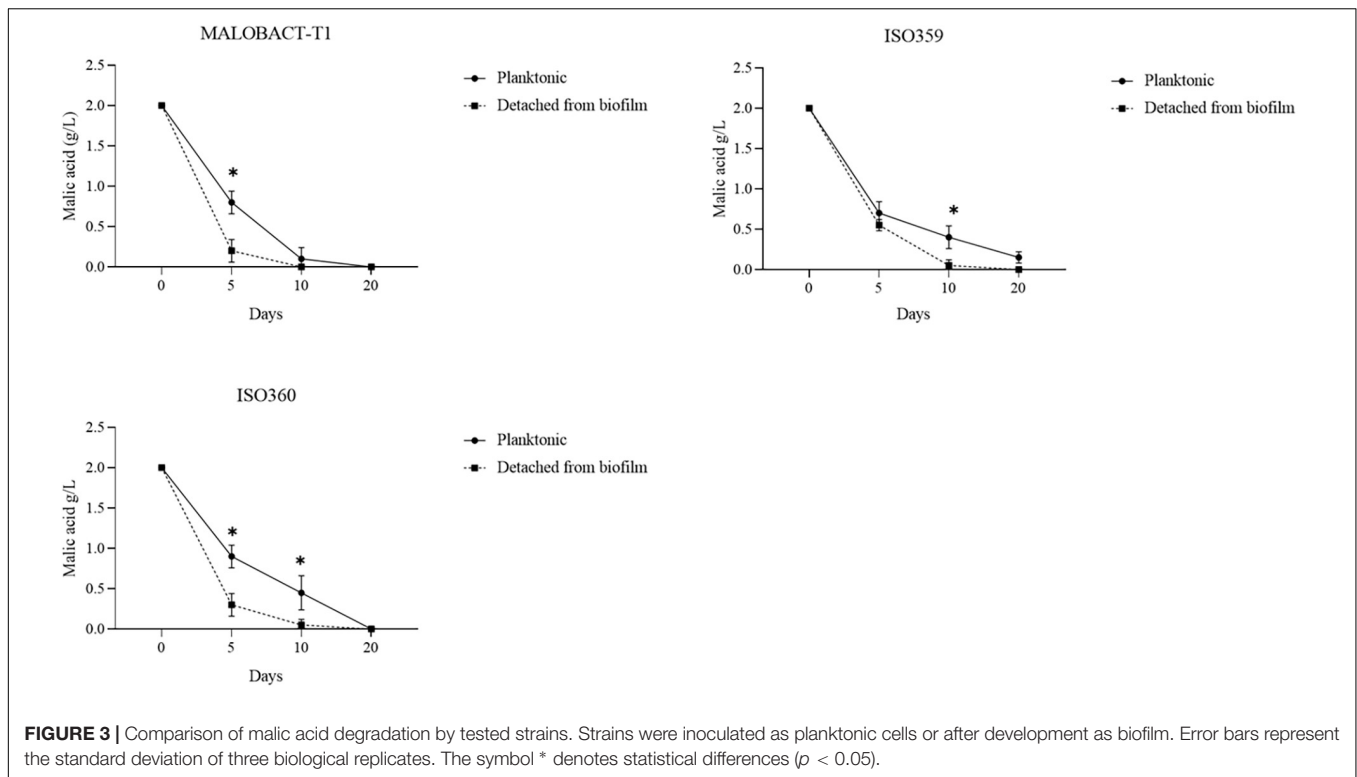 MALOBACT-T1
2.5
2.0
1.5
1.0
0.5
0.0
Malic acid (g/L)
*
0 5 10 20
Days
Planktonic
Detached from biofilm
ISO359
2.5
2.0
1.5
1.0
0.5
0.0
Malic acid g/L
*
0 5 10 20
Days
Planktonic
Detached from biofilm
ISO360
2.5
2.0
1.5
1.0
0.5
0.0
Malic acid g/L
* *
0 5 10 20
Days
Planktonic
Detached from biofilm
FIGURE 3 | Comparison of malic acid degradation by tested strains. Strains were inoculated as planktonic cells or after development as biofilm. Error bars represent
the standard deviation of three biological replicates. The symbol * denotes statistical differences (p < 0.05).